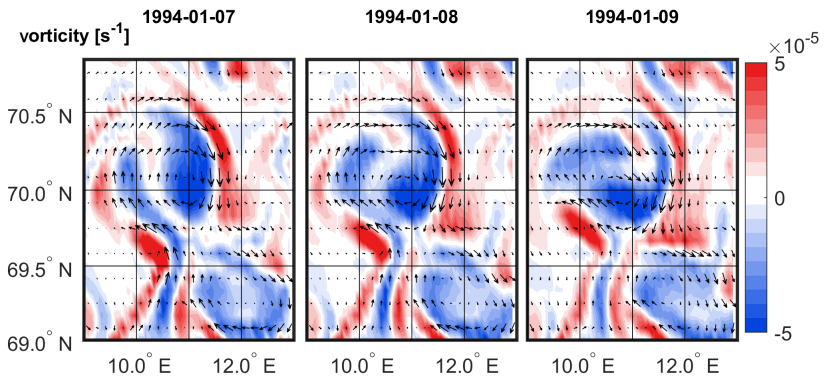 1994-01-07 1994-01-08 1994-01-09
vorticity [s-1]
×10-5
5
70.5° N
70.0° N
0
69.5° N
-5
69.0° N
10.0° E 12.0° E 10.0° E 12.0° E 10.0° E 12.0° E